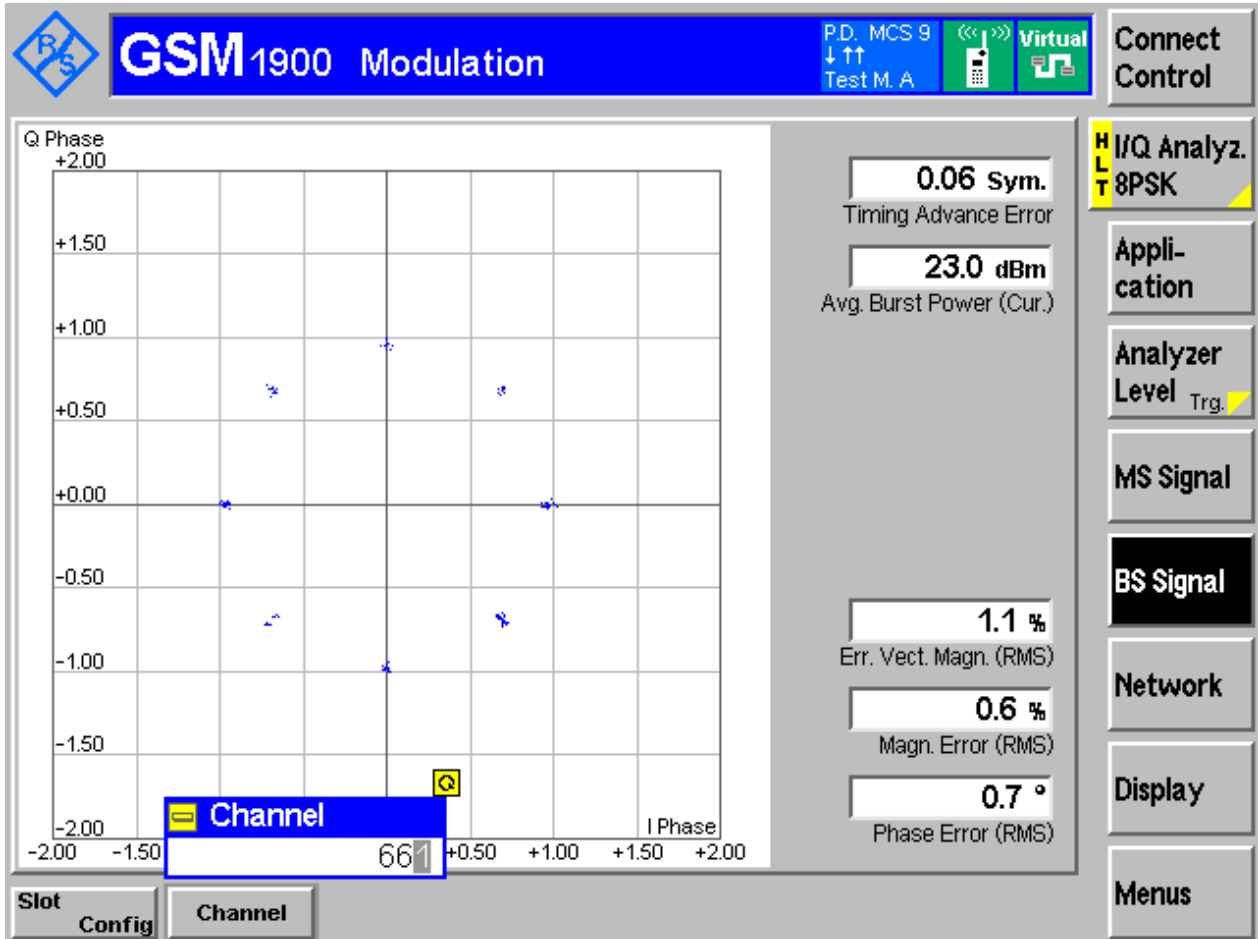 R/S
GSM 1900 Modulation
P.D. MCS 9
↓ ↑↑
Test M. A
Virtual
Connect
Control
Q Phase
+2.00
+1.50
+1.00
+0.50
+0.00
-0.50
-1.00
-1.50
-2.00
I Phase
-2.00 -1.50 +0.50 +1.00 +1.50 +2.00
Q
Channel
661
0.06 Sym.
Timing Advance Error
23.0 dBm
Avg. Burst Power (Cur.)
1.1 %
Err. Vect. Magn. (RMS)
0.6 %
Magn. Error (RMS)
0.7 °
Phase Error (RMS)
HLT
I/Q Analyz.
8PSK
Appli-
cation
Analyzer
Level Trg.
MS Signal
BS Signal
Network
Display
Menus
Slot
Config
Channel